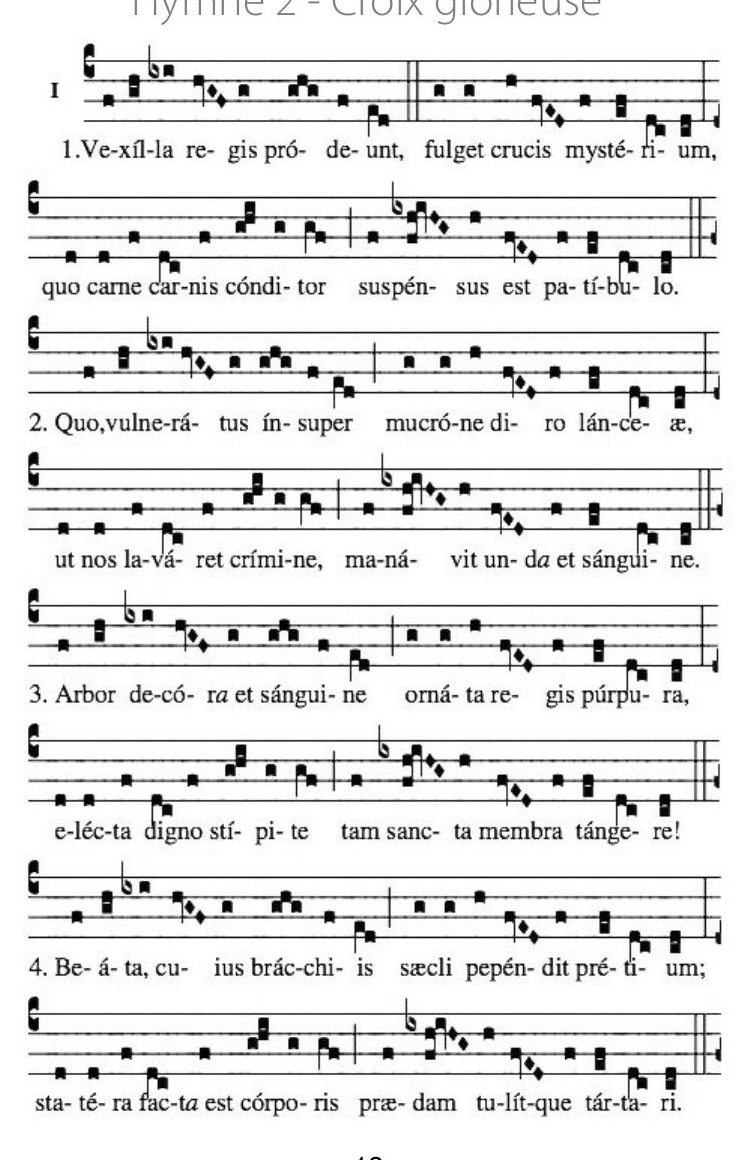 Hymne 2 - Croix glorieuse
I
1.Ve-xíl-la re- gis pró- de- unt, fulget crucis mysté- ri- um,
quo carne car-nis cóndi- tor suspén- sus est pa- tí-bu- lo.
2. Quo,vulne-rá- tus ín- super mucró-ne di- ro lán-ce- æ,
ut nos la-vá- ret crími-ne, ma-ná- vit un- da et sángui- ne.
3. Arbor de-có- ra et sángui- ne orná- ta re- gis púrpu- ra,
e-léc-ta digno stí- pi- te tam sanc- ta membra tánge- re!
4. Be- á- ta, cu- ius brác-chi- is sæcli pepén- dit pré- ti- um;
sta- té- ra fac-ta est córpo- ris præ- dam tu-lít-que tár-ta- ri.